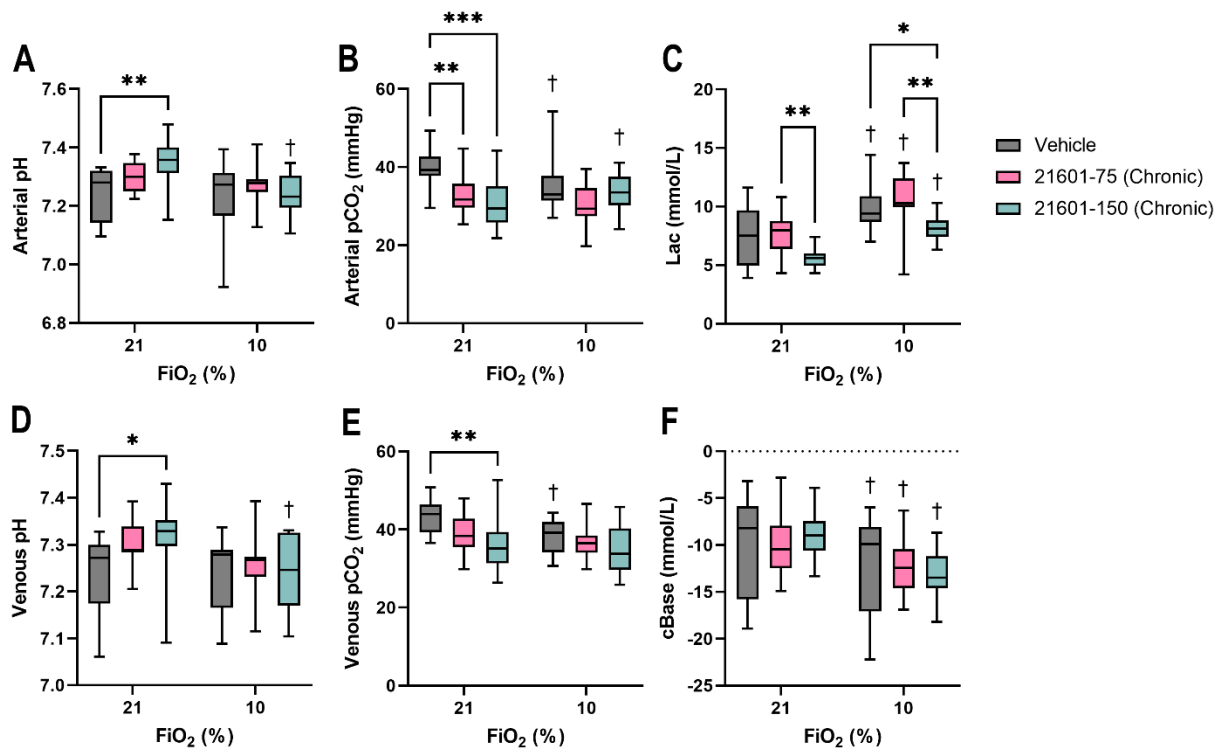 A
Arterial pH
7.6
7.4
7.2
7.0
6.8
**
†
21
10
FiO₂ (%)
B
Arterial pCO₂ (mmHg)
60
40
20
0
***
**
†
†
21
10
FiO₂ (%)
C
Lac (mmol/L)
20
15
10
5
0
*
**
**
†
†
†
21
10
FiO₂ (%)
Vehicle
21601-75 (Chronic)
21601-150 (Chronic)
D
Venous pH
7.5
7.4
7.3
7.2
7.1
7.0
*
†
21
10
FiO₂ (%)
E
Venous pCO₂ (mmHg)
60
40
20
0
**
†
21
10
FiO₂ (%)
F
cBase (mmol/L)
0
-5
-10
-15
-20
-25
†
†
†
21
10
FiO₂ (%)